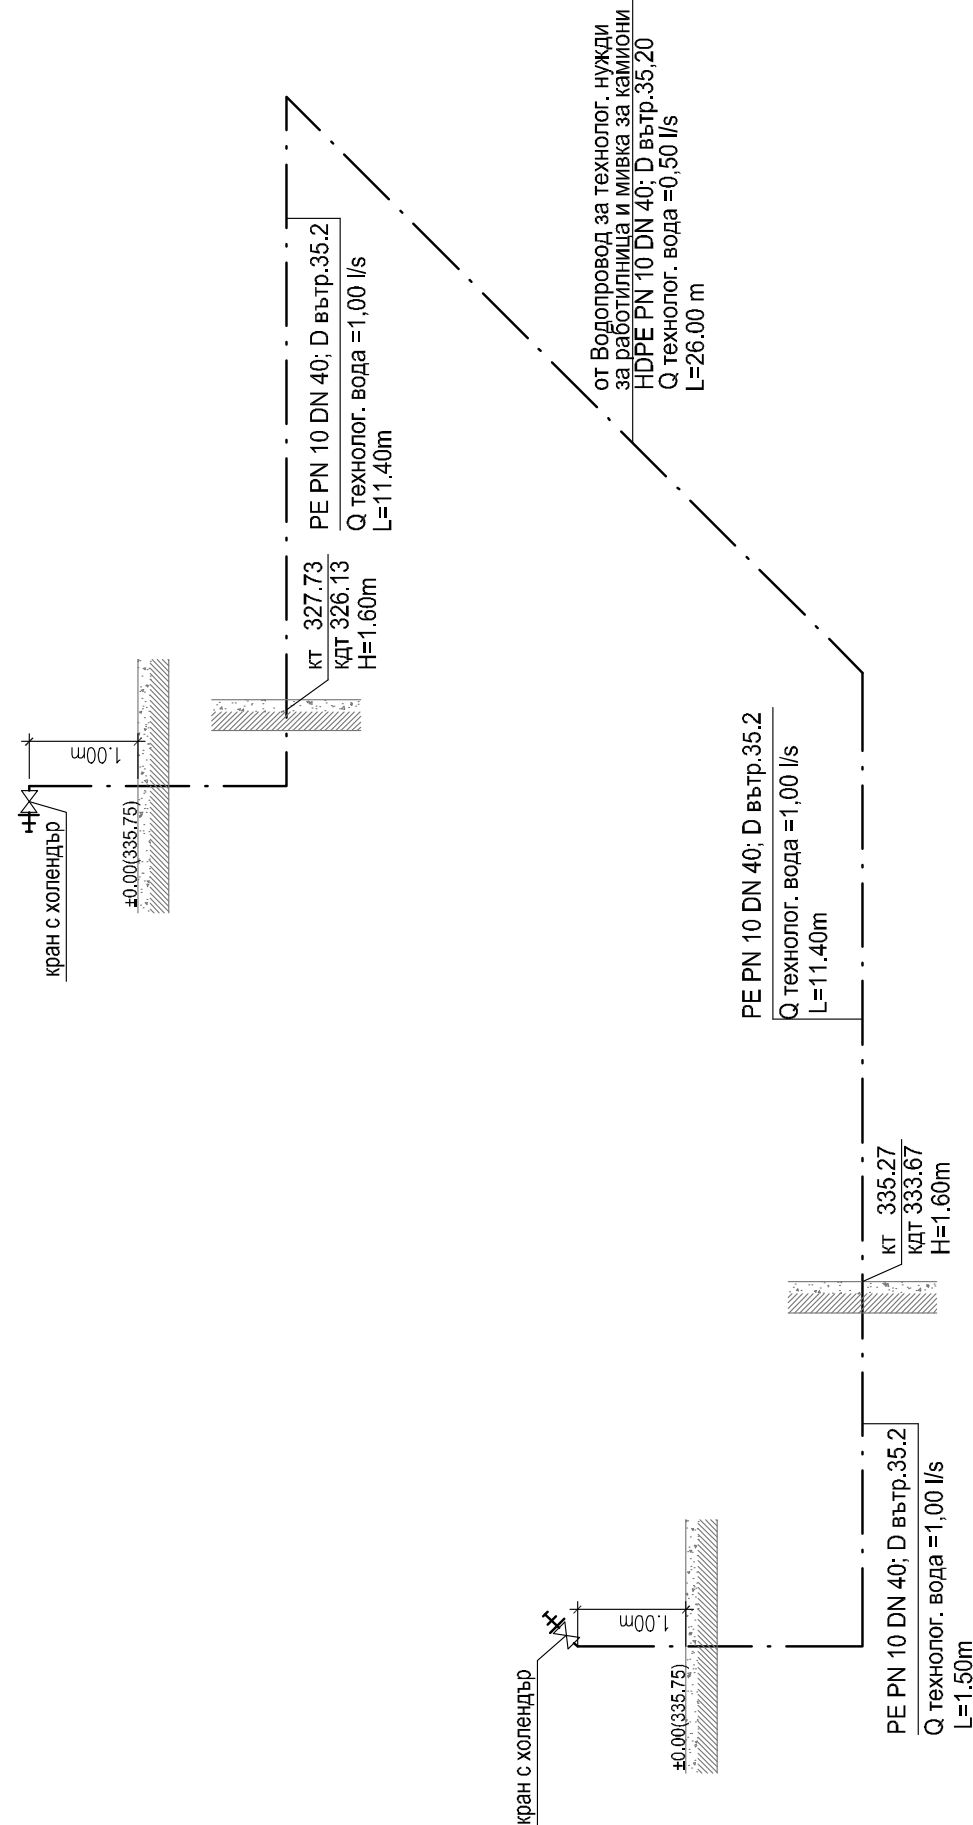 кран с холендър
1.00m
±0.00(335.75)
кт 327.73
кдт 326.13
H=1.60m
PE PN 10 DN 40; D вътр.35.2
Q технолог. вода =1,00 l/s
L=11.40m
от Водопровод за технолог. нужди
за работилница и мивка за камиони
HDPE PN 10 DN 40; D вътр.35,20
Q технолог. вода =0,50 l/s
L=26.00 m
PE PN 10 DN 40; D вътр.35.2
Q технолог. вода =1,00 l/s
L=11.40m
кт 335.27
кдт 333.67
H=1.60m
кран с холендър
1.00m
±0.00(335.75)
PE PN 10 DN 40; D вътр.35.2
Q технолог. вода =1,00 l/s
L=1.50m